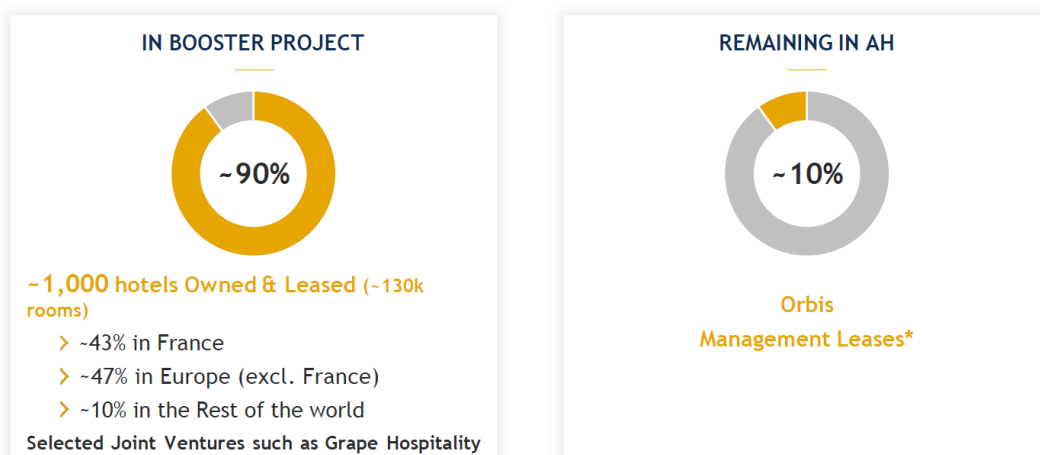 IN BOOSTER PROJECT
~90%
~1,000 hotels Owned & Leased (~130k
rooms)
~43% in France
~47% in Europe (excl. France)
~10% in the Rest of the world
Selected Joint Ventures such as Grape Hospitality
REMAINING IN AH
~10%
Orbis
Management Leases*